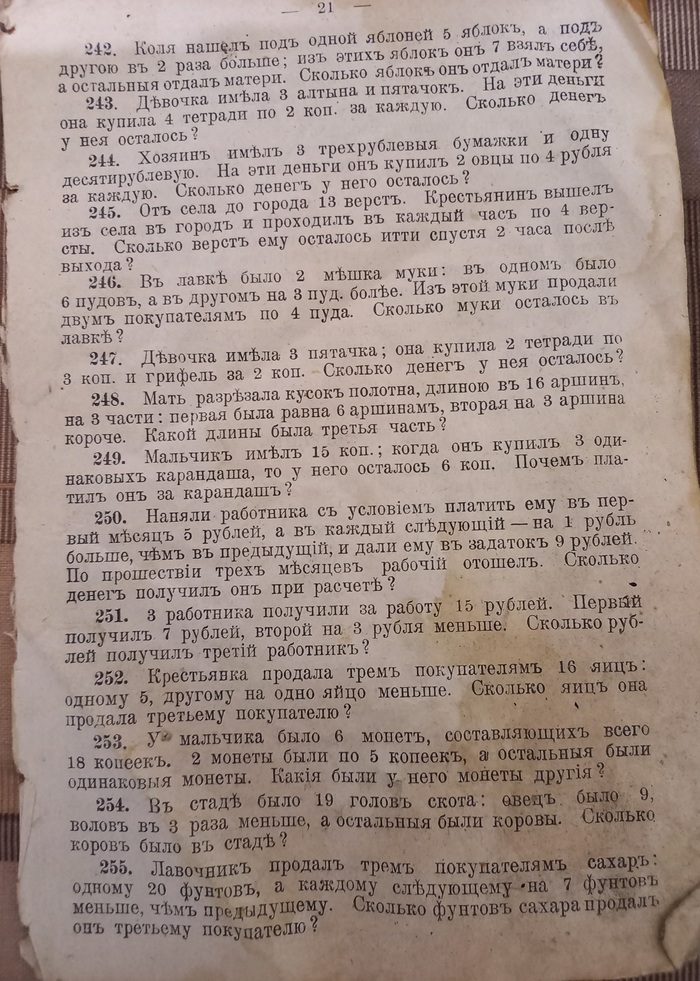 — 21 —
242. Коля нашелъ подъ одной яблоней 5 яблокъ, а подъ
другою въ 2 раза больше; изъ этихъ яблокъ онъ 7 взялъ себѣ,
а остальныя отдалъ матери. Сколько яблокъ онъ отдалъ матери?
243. Дѣвочка имѣла 3 алтына и пятачокъ. На эти деньги
она купила 4 тетради по 2 коп. за каждую. Сколько денегъ
у нея осталось?
244. Хозяинъ имѣлъ 3 трехрублевыя бумажки и одну
десятирублевую. На эти деньги онъ купилъ 2 овцы по 4 рубля
за каждую. Сколько денегъ у него осталось?
245. Отъ села до города 13 верстъ. Крестьянин вышелъ
изъ села въ городъ и проходилъ въ каждый часъ по 4 вер-
сты. Сколько верстъ ему осталось итти спустя 2 часа послѣ
выхода?
246. Въ лавкѣ было 2 мѣшка муки: въ одномъ было
6 пудовъ, а въ другомъ на 3 пуд. болѣе. Изъ этой муки продали
двумъ покупателямъ по 4 пуда. Сколько муки осталось въ
лавкѣ?
247. Дѣвочка имѣла 3 пятачка; она купила 2 тетради по
3 коп. и грифель за 2 коп. Сколько денегъ у нея осталось?
248. Мать разрѣзала кусокъ полотна, длиною въ 16 аршинъ,
на 3 части: первая была равна 6 аршинамъ, вторая на 3 аршина
короче. Какой длины была третья часть?
249. Мальчикъ имѣлъ 15 коп.; когда онъ купилъ 3 оди-
наковыхъ карандаша, то у него осталось 6 коп. Почемъ пла-
тилъ онъ за карандашъ?
250. Наняли работника съ условіемъ платить ему въ пер-
вый мѣсяцъ 5 рублей, а въ каждый слѣдующій — на 1 рубль
больше, чѣмъ въ предыдущій, и дали ему въ задатокъ 9 рублей.
По прошествіи трехъ мѣсяцевъ рабочій отошелъ. Сколько
денегъ получилъ онъ при расчетѣ?
251. 3 работника получили за работу 15 рублей. Первый
получилъ 7 рублей, второй на 3 рубля меньше. Сколько руб-
лей получилъ третій работникъ?
252. Крестьянка продала тремъ покупателямъ 16 яицъ:
одному 5, другому на одно яйцо меньше. Сколько яицъ она
продала третьему покупателю?
253. У мальчика было 6 монетъ, составляющихъ всего
18 копеекъ. 2 монеты были по 5 копеекъ, а остальныя были
одинаковыя монеты. Какія были у него монеты другія?
254. Въ стадѣ было 19 головъ скота: овецъ было 9,
воловъ въ 3 раза меньше, а остальныя были коровы. Сколько
коровъ было въ стадѣ?
255. Лавочникъ продалъ тремъ покупателямъ сахаръ:
одному 20 фунтовъ, а каждому слѣдующему на 7 фунтовъ
меньше, чѣмъ предыдущему. Сколько фунтовъ сахара продалъ
онъ третьему покупателю?